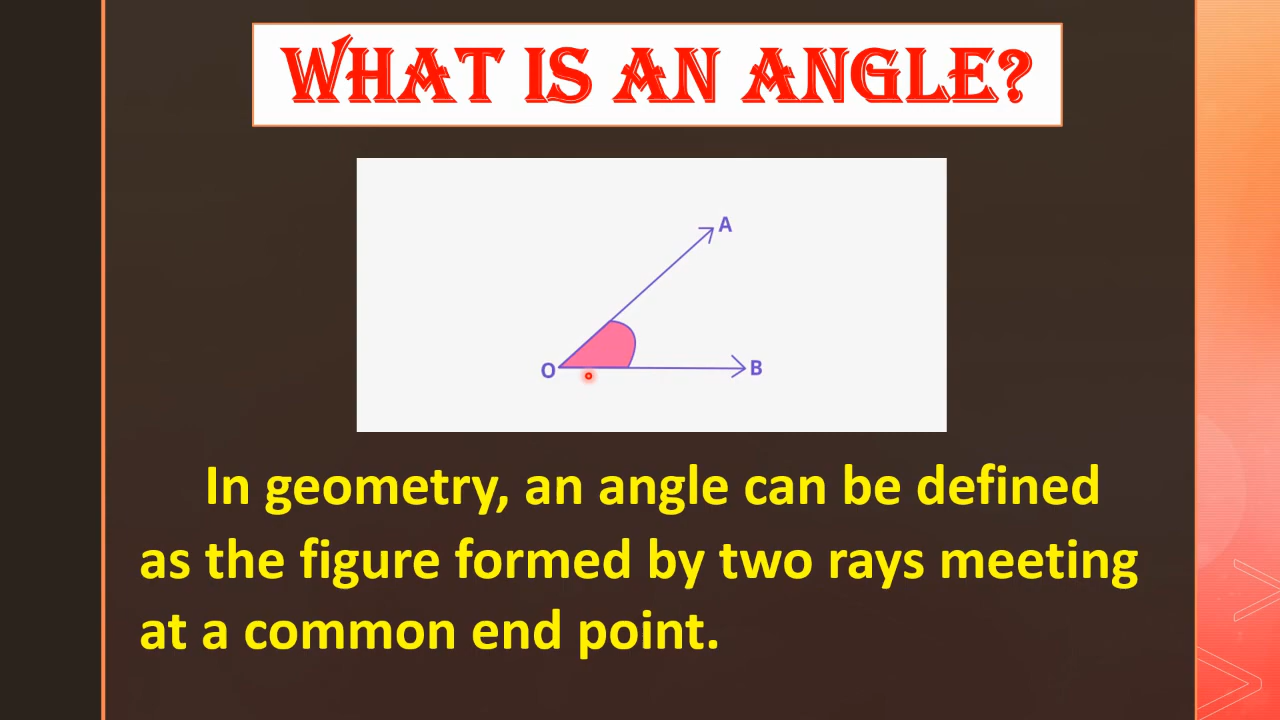 WHAT IS AN ANGLE?
A
O
B
In geometry, an angle can be defined
as the figure formed by two rays meeting
at a common end point.